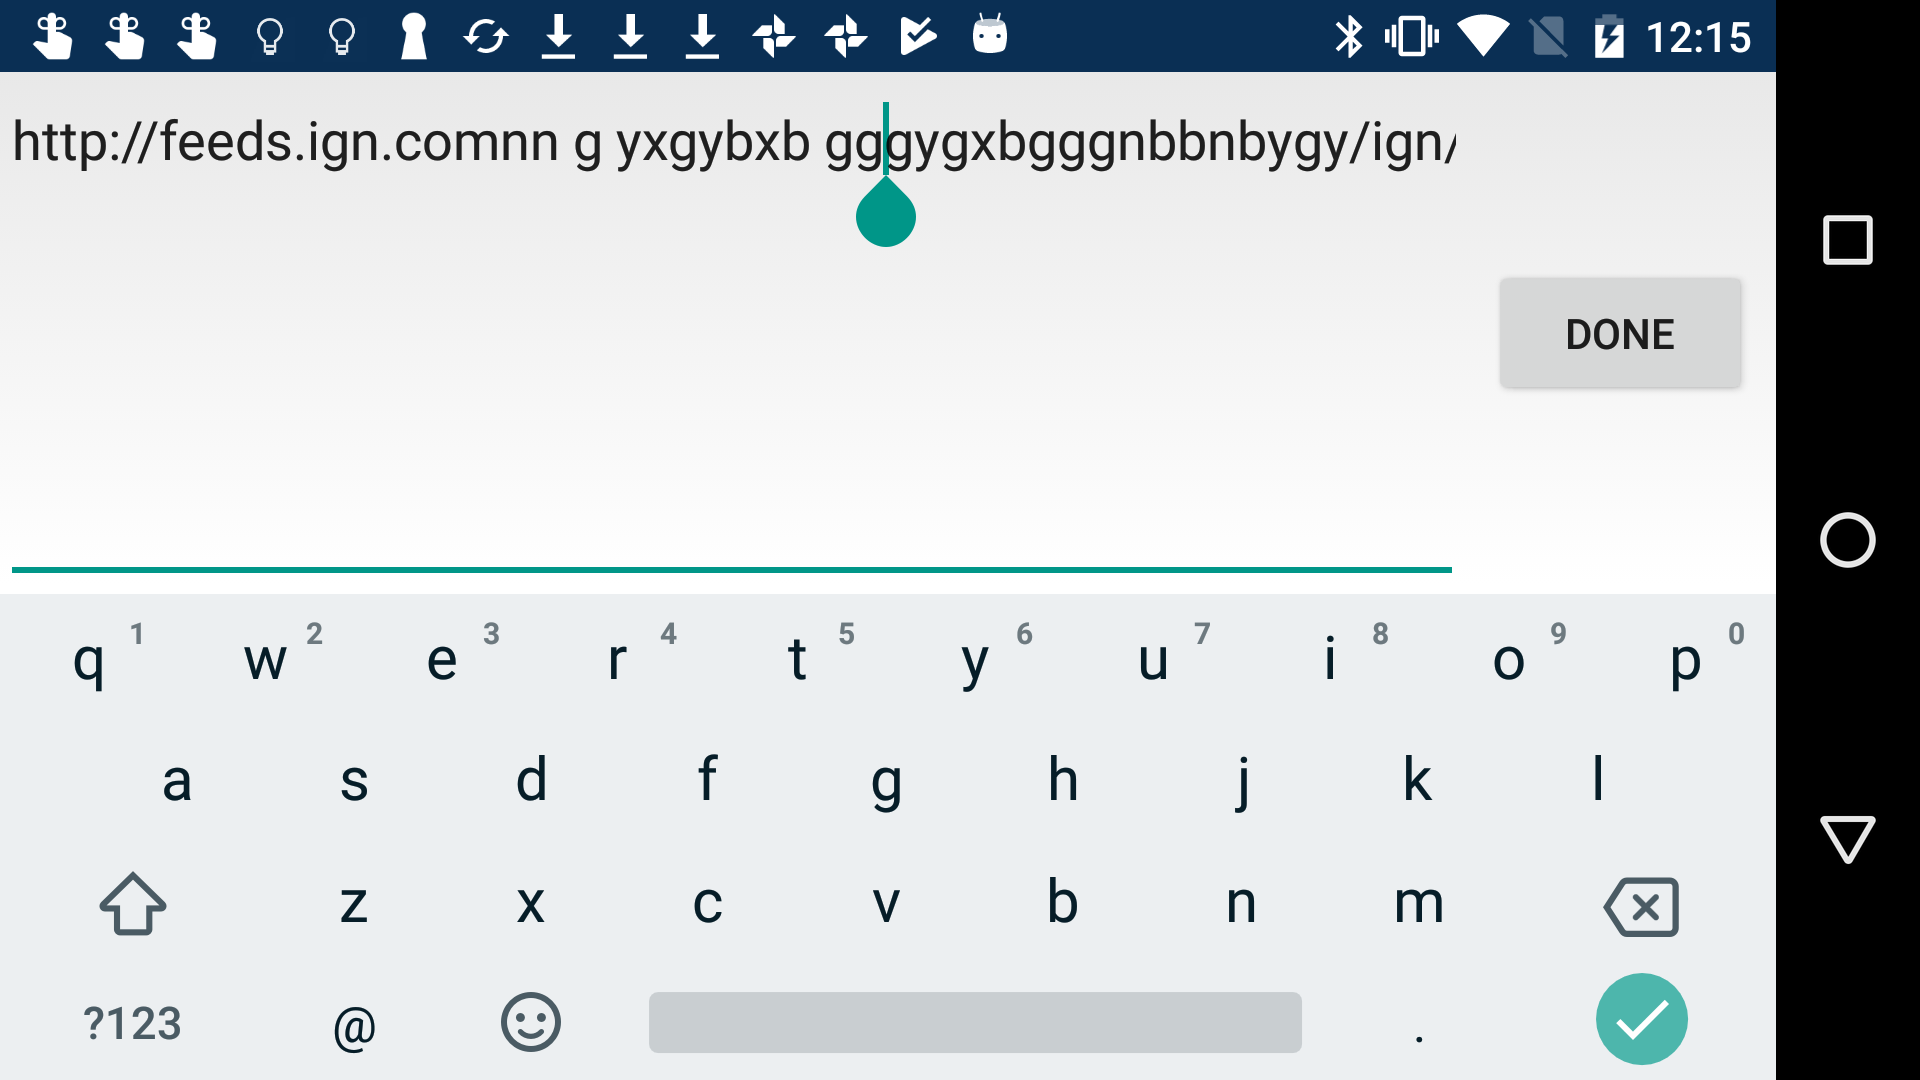 12:15
http://feeds.ign.comnn g yxgybxb gggygxbgggnbbnbygy/ign/
DONE
q 1 w 2 e 3 r 4 t 5 y 6 u 7 i 8 o 9 p 0
a s d f g h j k l
z x c v b n m
?123 @ .